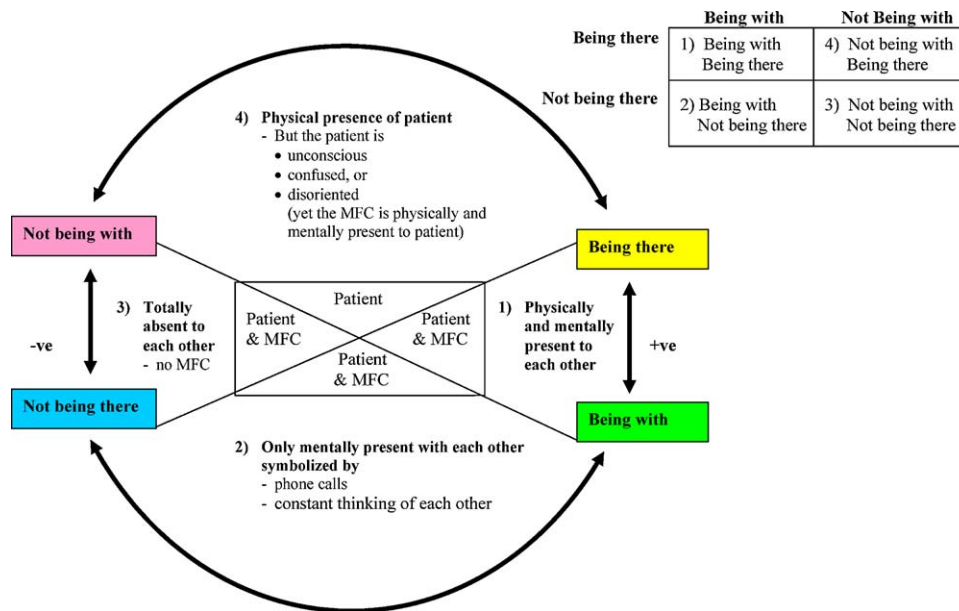 Being with Not Being with
Being there
1) Being with 4) Not being with
Being there Being there
Not being there
2) Being with 3) Not being with
Not being there Not being there
4) Physical presence of patient
- But the patient is
• unconscious
• confused, or
• disoriented
(yet the MFC is physically and
mentally present to patient)
Not being with
Being there
3) Totally
absent to
each other
- no MFC
-ve
Patient
Patient
& MFC
Patient
& MFC
Patient
& MFC
1) Physically
and mentally
present to
each other
+ve
Not being there
Being with
2) Only mentally present with each other
symbolized by
- phone calls
- constant thinking of each other